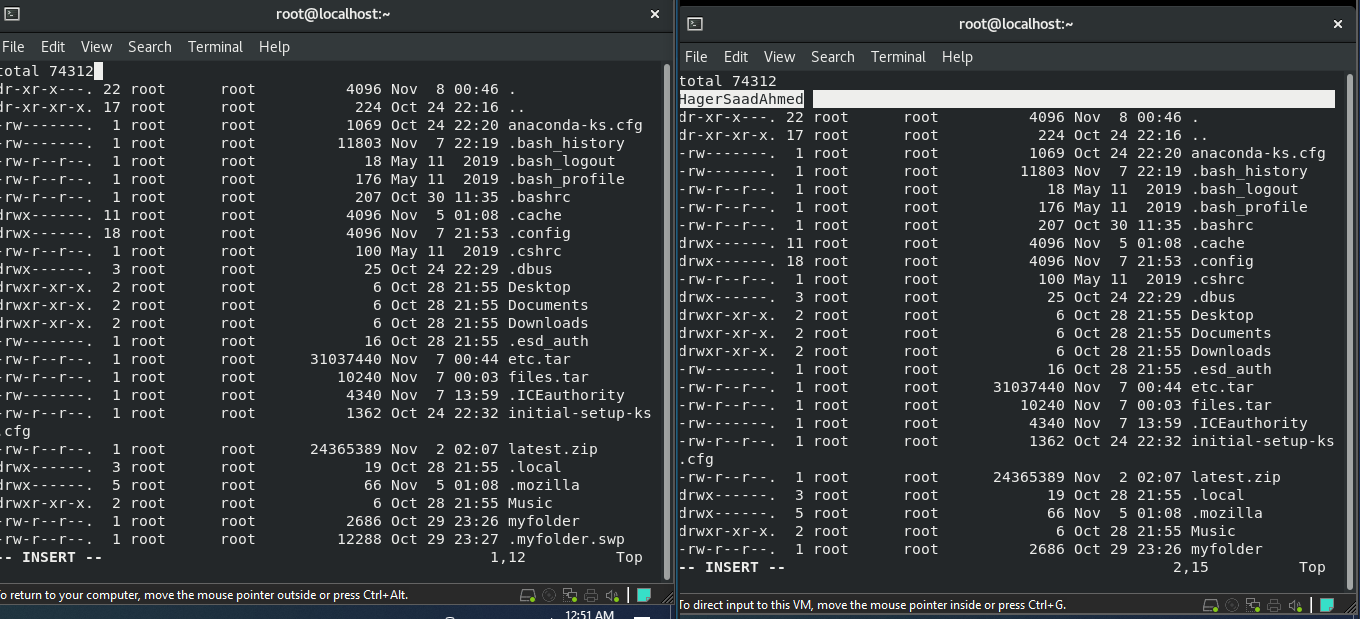 root@localhost:~
File Edit View Search Terminal Help
total 74312
dr-xr-x---. 22 root root 4096 Nov 8 00:46 .
dr-xr-xr-x. 17 root root 224 Oct 24 22:16 ..
-rw-------. 1 root root 1069 Oct 24 22:20 anaconda-ks.cfg
-rw-------. 1 root root 11803 Nov 7 22:19 .bash_history
-rw-r--r--. 1 root root 18 May 11 2019 .bash_logout
-rw-r--r--. 1 root root 176 May 11 2019 .bash_profile
-rw-r--r--. 1 root root 207 Oct 30 11:35 .bashrc
drwx------. 11 root root 4096 Nov 5 01:08 .cache
drwx------. 18 root root 4096 Nov 7 21:53 .config
-rw-r--r--. 1 root root 100 May 11 2019 .cshrc
drwx------. 3 root root 25 Oct 24 22:29 .dbus
drwxr-xr-x. 2 root root 6 Oct 28 21:55 Desktop
drwxr-xr-x. 2 root root 6 Oct 28 21:55 Documents
drwxr-xr-x. 2 root root 6 Oct 28 21:55 Downloads
-rw-------. 1 root root 16 Oct 28 21:55 .esd_auth
-rw-r--r--. 1 root root 31037440 Nov 7 00:44 etc.tar
-rw-r--r--. 1 root root 10240 Nov 7 00:03 files.tar
-rw-------. 1 root root 4340 Nov 7 13:59 .ICEauthority
-rw-r--r--. 1 root root 1362 Oct 24 22:32 initial-setup-ks
.cfg
-rw-r--r--. 1 root root 24365389 Nov 2 02:07 latest.zip
drwx------. 3 root root 19 Oct 28 21:55 .local
drwx------. 5 root root 66 Nov 5 01:08 .mozilla
drwxr-xr-x. 2 root root 6 Oct 28 21:55 Music
-rw-r--r--. 1 root root 2686 Oct 29 23:26 myfolder
-rw-r--r--. 1 root root 12288 Oct 29 23:27 .myfolder.swp
-- INSERT -- 1,12 Top
To return to your computer, move the mouse pointer outside or press Ctrl+Alt.
12:51 AM
root@localhost:~
File Edit View Search Terminal Help
total 74312
HagerSaadAhmed
dr-xr-x---. 22 root root 4096 Nov 8 00:46 .
dr-xr-xr-x. 17 root root 224 Oct 24 22:16 ..
-rw-------. 1 root root 1069 Oct 24 22:20 anaconda-ks.cfg
-rw-------. 1 root root 11803 Nov 7 22:19 .bash_history
-rw-r--r--. 1 root root 18 May 11 2019 .bash_logout
-rw-r--r--. 1 root root 176 May 11 2019 .bash_profile
-rw-r--r--. 1 root root 207 Oct 30 11:35 .bashrc
drwx------. 11 root root 4096 Nov 5 01:08 .cache
drwx------. 18 root root 4096 Nov 7 21:53 .config
-rw-r--r--. 1 root root 100 May 11 2019 .cshrc
drwx------. 3 root root 25 Oct 24 22:29 .dbus
drwxr-xr-x. 2 root root 6 Oct 28 21:55 Desktop
drwxr-xr-x. 2 root root 6 Oct 28 21:55 Documents
drwxr-xr-x. 2 root root 6 Oct 28 21:55 Downloads
-rw-------. 1 root root 16 Oct 28 21:55 .esd_auth
-rw-r--r--. 1 root root 31037440 Nov 7 00:44 etc.tar
-rw-r--r--. 1 root root 10240 Nov 7 00:03 files.tar
-rw-------. 1 root root 4340 Nov 7 13:59 .ICEauthority
-rw-r--r--. 1 root root 1362 Oct 24 22:32 initial-setup-ks
.cfg
-rw-r--r--. 1 root root 24365389 Nov 2 02:07 latest.zip
drwx------. 3 root root 19 Oct 28 21:55 .local
drwx------. 5 root root 66 Nov 5 01:08 .mozilla
drwxr-xr-x. 2 root root 6 Oct 28 21:55 Music
-rw-r--r--. 1 root root 2686 Oct 29 23:26 myfolder
-- INSERT -- 2,15 Top
To direct input to this VM, move the mouse pointer inside or press Ctrl+G.